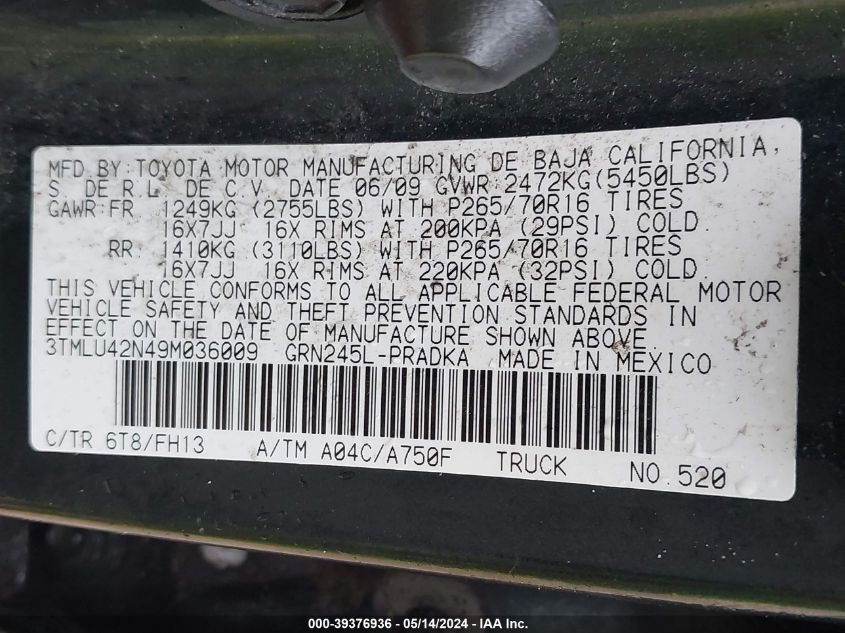 MFD.BY:TOYOTA MOTOR MANUFACTURING DE BAJA CALIFORNIA,
S. DE R.L. DE C.V. DATE 06/09 GVWR 2472KG(5450LBS)
GAWR:FR. 1249KG (2755LBS) WITH P265/70R16 TIRES
16X7JJ 16X RIMS AT 200KPA (29PSI) COLD.
RR: 1410KG (3110LBS) WITH P265/70R16 TIRES
16X7JJ 16X RIMS AT 220KPA (32PSI) COLD.
THIS VEHICLE CONFORMS TO ALL APPLICABLE FEDERAL MOTOR
VEHICLE SAFETY AND THEFT PREVENTION STANDARDS IN
EFFECT ON THE DATE OF MANUFACTURE SHOWN ABOVE.
3TMLU42N49M036009 GRN245L-PRADKA MADE IN MEXICO
C/TR 6T8/FH13 A/TM A04C/A750F TRUCK NO.520
000-39376936 - 05/14/2024 - IAA Inc.